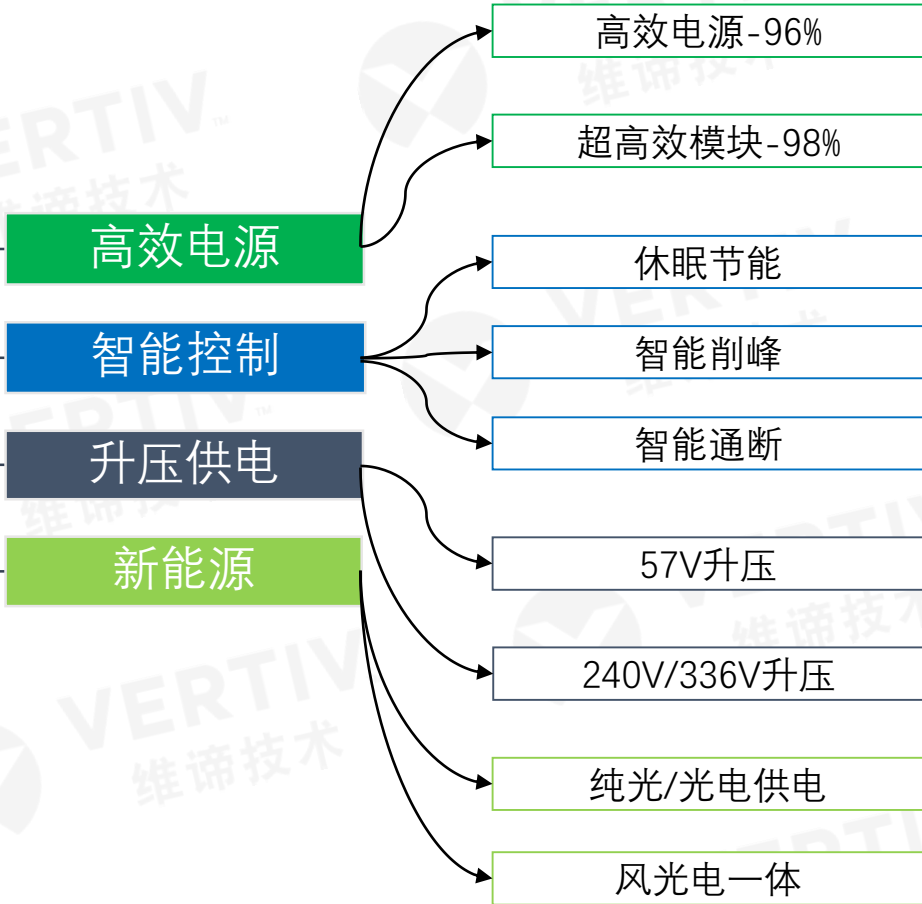 高效电源-96%
超高效模块-98%
高效电源
休眠节能
智能控制
智能削峰
智能通断
升压供电
57V升压
新能源
240V/336V升压
纯光/光电供电
风光电一体
VERTIV™
维谛技术